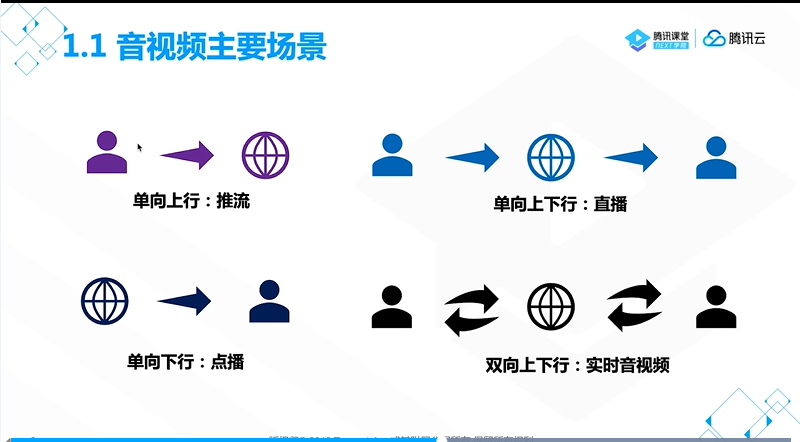 1.1 音视频主要场景
腾讯课堂
NEXT学院
腾讯云
单向上行：推流
单向上下行：直播
单向下行：点播
双向上下行：实时音视频